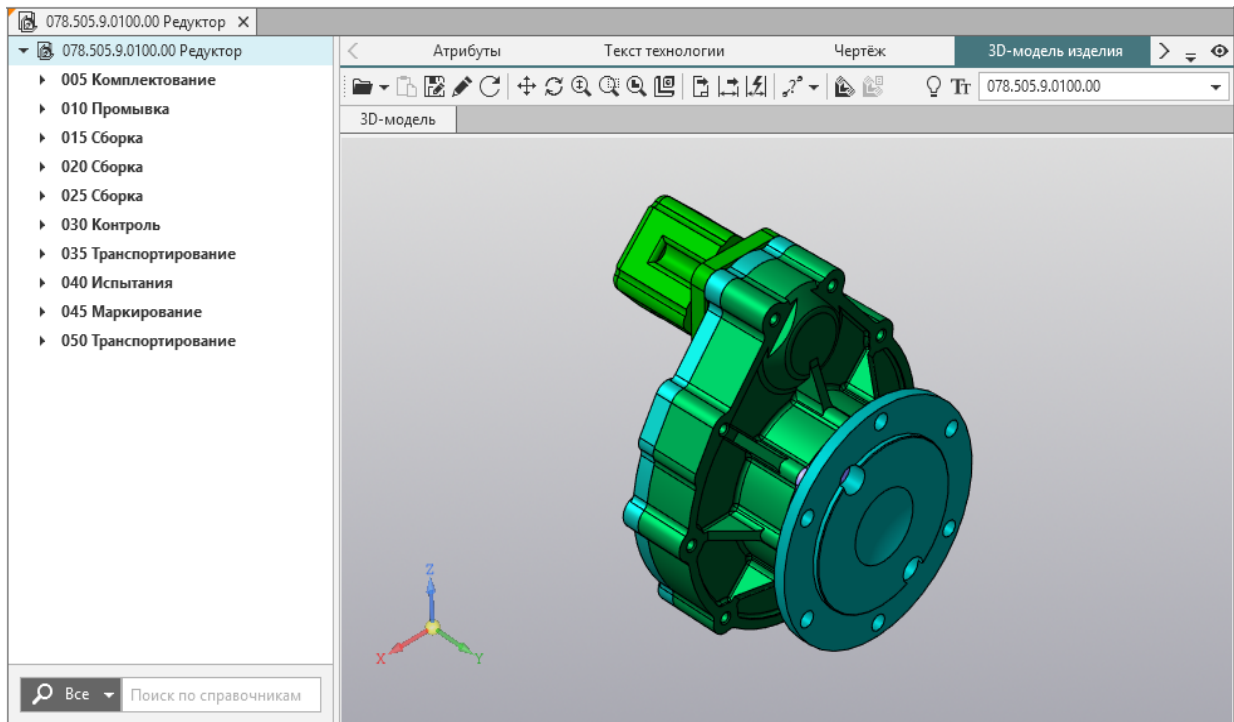 078.505.9.0100.00 Редуктор
078.505.9.0100.00 Редуктор
005 Комплектование
010 Промывка
015 Сборка
020 Сборка
025 Сборка
030 Контроль
035 Транспортирование
040 Испытания
045 Маркирование
050 Транспортирование
Все
Поиск по справочникам
Атрибуты Текст технологии Чертёж 3D-модель изделия
078.505.9.0100.00
3D-модель
Z
X
Y